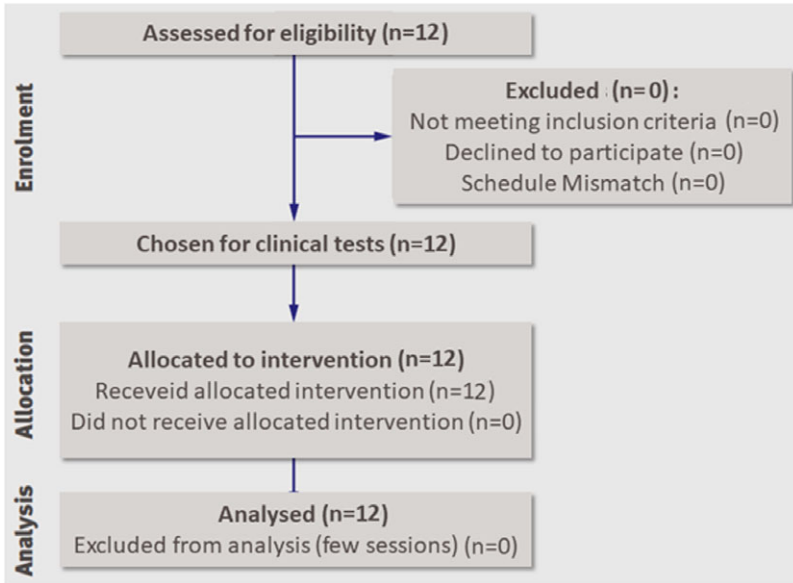 Assessed for eligibility (n=12)
Enrolment
Excluded (n=0):
Not meeting inclusion criteria (n=0)
Declined to participate (n=0)
Schedule Mismatch (n=0)
Chosen for clinical tests (n=12)
Allocation
Allocated to intervention (n=12)
Receveid allocated intervention (n=12)
Did not receive allocated intervention (n=0)
Analysis
Analysed (n=12)
Excluded from analysis (few sessions) (n=0)